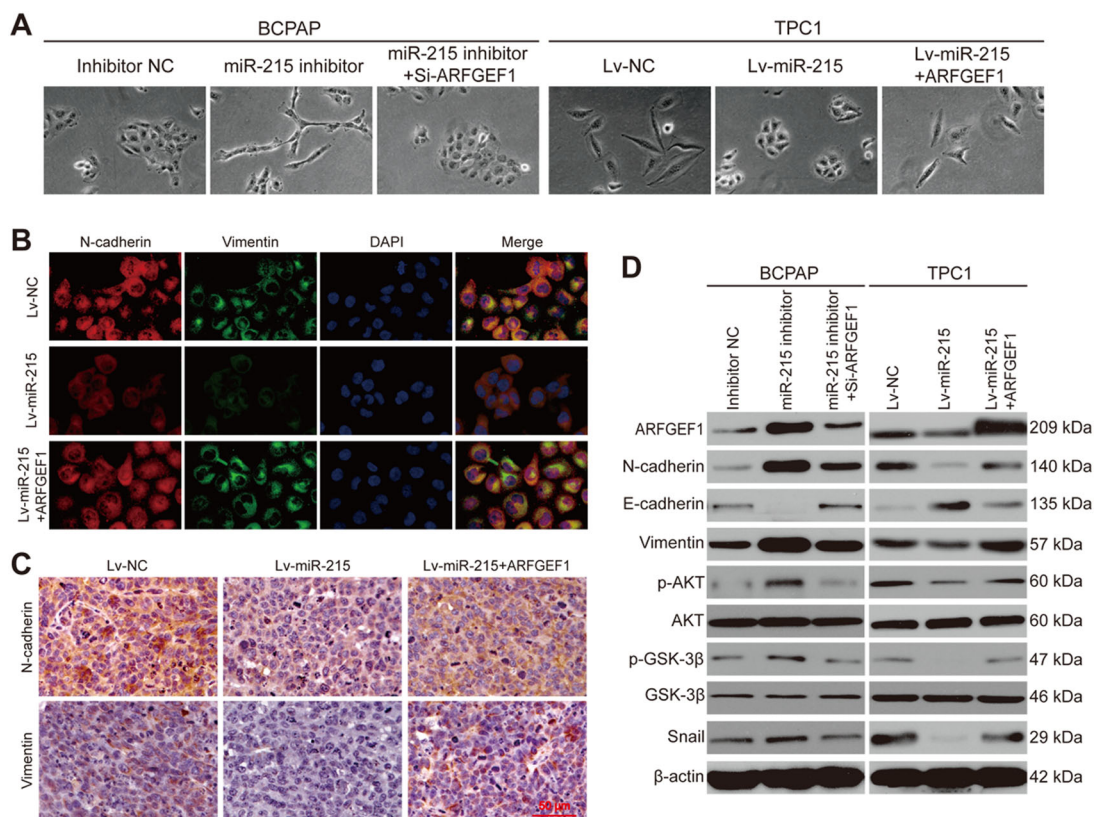 A
BCPAP
TPC1
Inhibitor NC
miR-215 inhibitor
miR-215 inhibitor
+Si-ARFGEF1
Lv-NC
Lv-miR-215
Lv-miR-215
+ARFGEF1
B
N-cadherin
Vimentin
DAPI
Merge
Lv-NC
Lv-miR-215
Lv-miR-215
+ARFGEF1
C
Lv-NC
Lv-miR-215
Lv-miR-215+ARFGEF1
N-cadherin
Vimentin
50 μm
D
BCPAP
TPC1
Inhibitor NC
miR-215 inhibitor
miR-215 inhibitor
+Si-ARFGEF1
Lv-NC
Lv-miR-215
Lv-miR-215
+ARFGEF1
ARFGEF1 209 kDa
N-cadherin 140 kDa
E-cadherin 135 kDa
Vimentin 57 kDa
p-AKT 60 kDa
AKT 60 kDa
p-GSK-3β 47 kDa
GSK-3β 46 kDa
Snail 29 kDa
β-actin 42 kDa